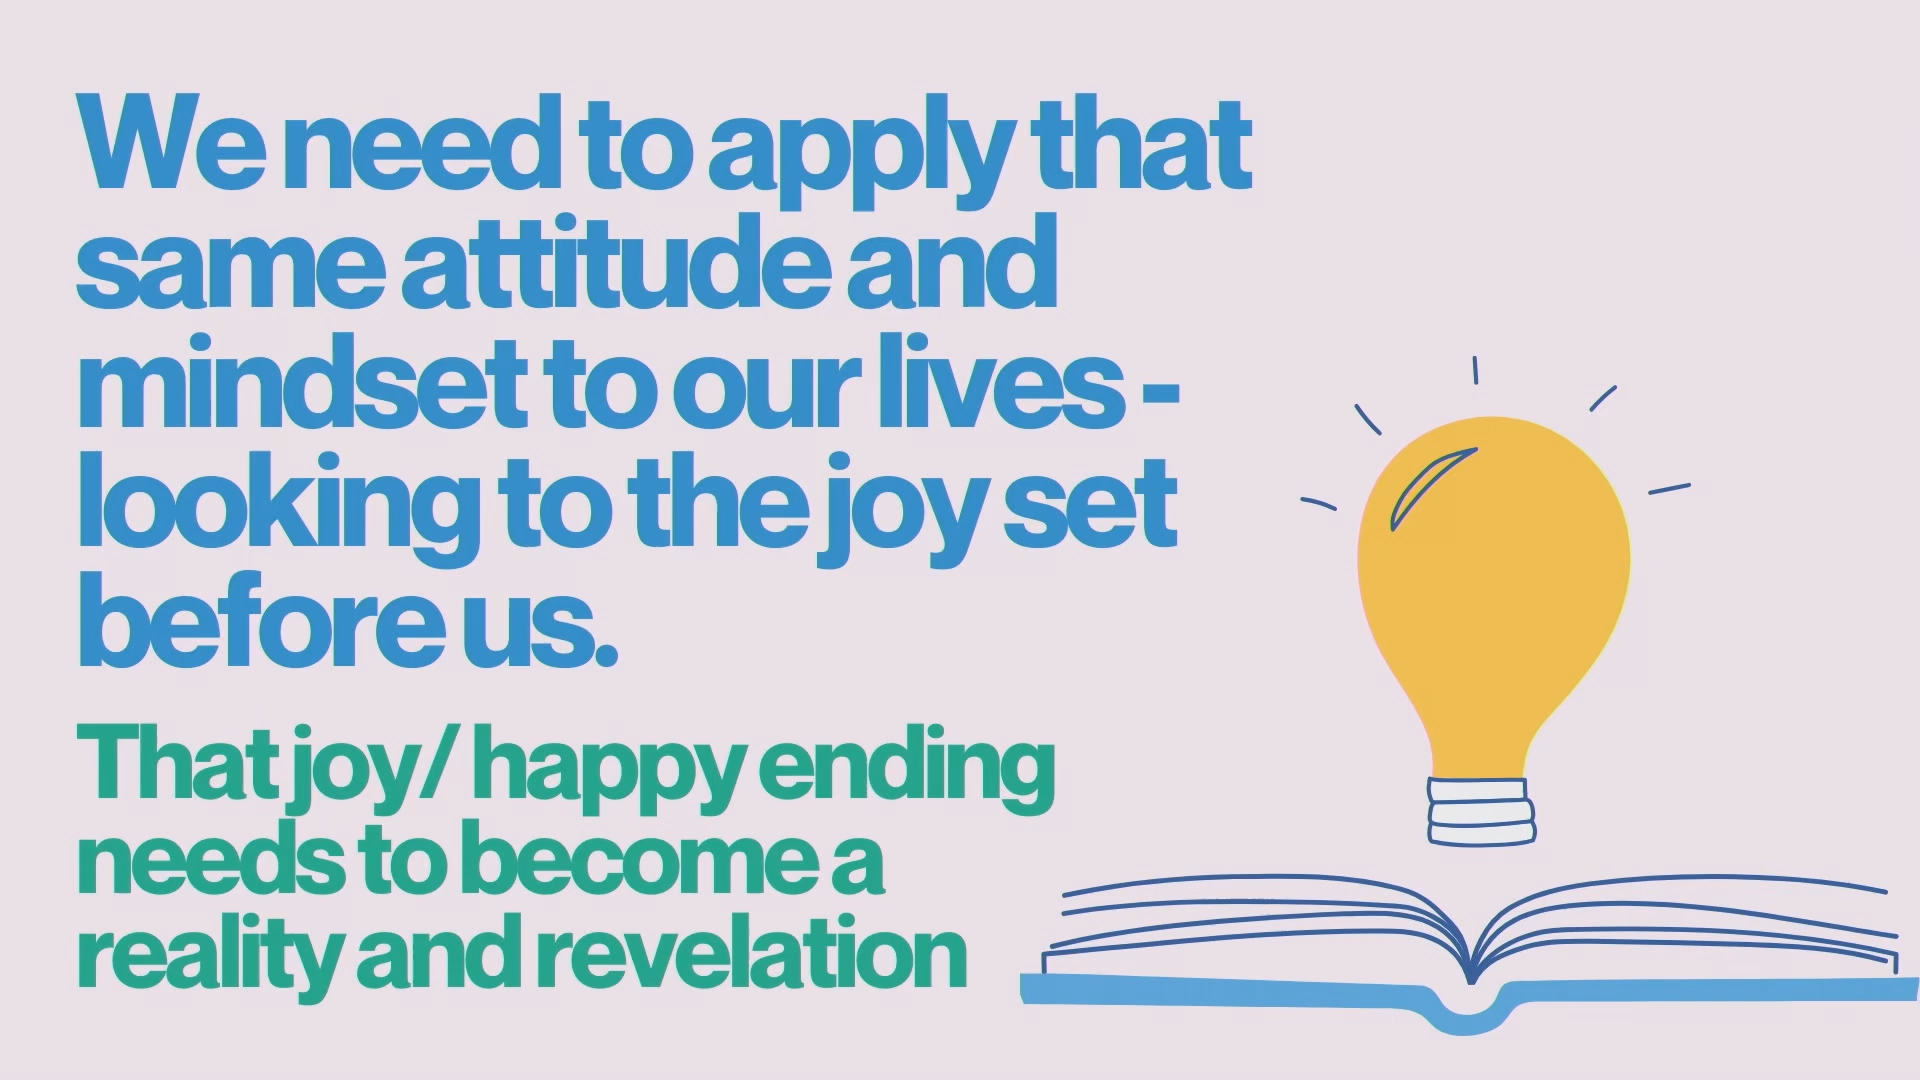 We need to apply that
same attitude and
mindset to our lives -
looking to the joy set
before us.
That joy/ happy ending
needs to become a
reality and revelation